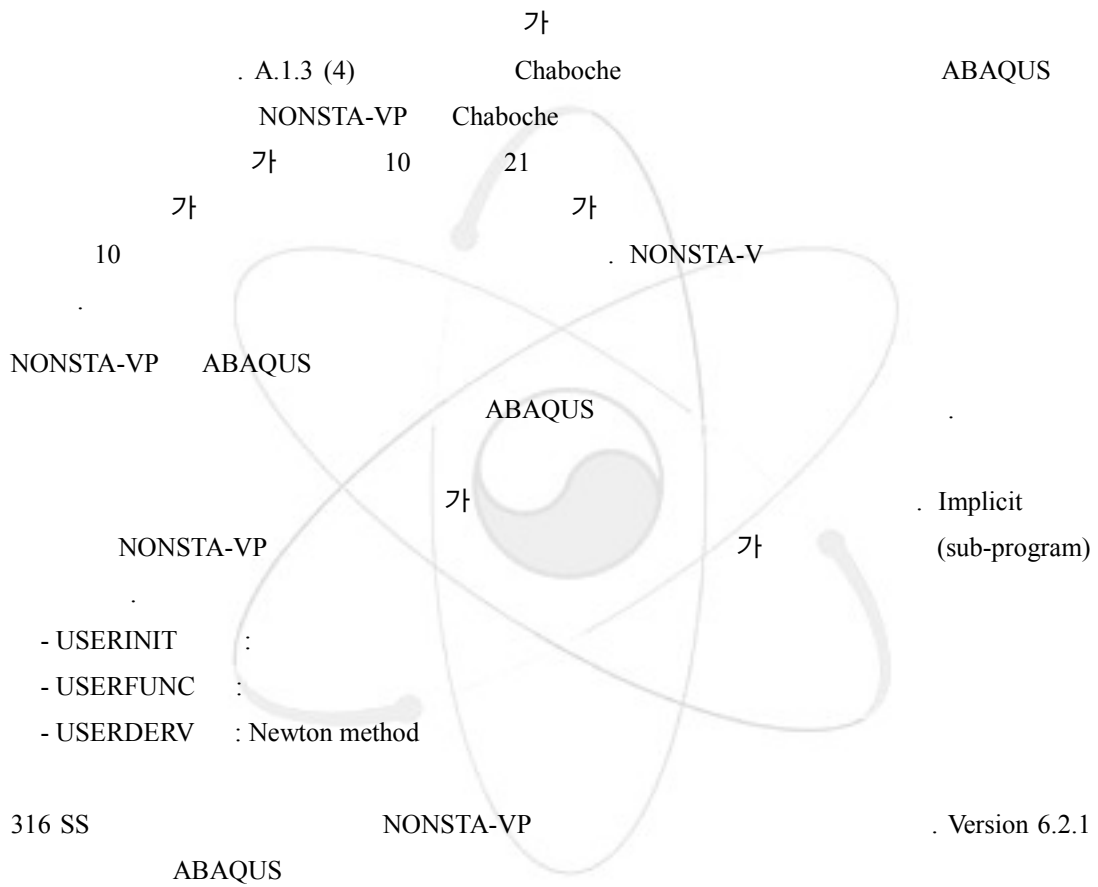 가
. A.1.3 (4) Chaboche ABAQUS
NONSTA-VP Chaboche
가 10 21
가 가
10 . NONSTA-V
.
NONSTA-VP ABAQUS
ABAQUS .
가 . Implicit
NONSTA-VP 가 (sub-program)
.
- USERINIT :
- USERFUNC :
- USERDERV : Newton method
316 SS NONSTA-VP . Version 6.2.1
ABAQUS